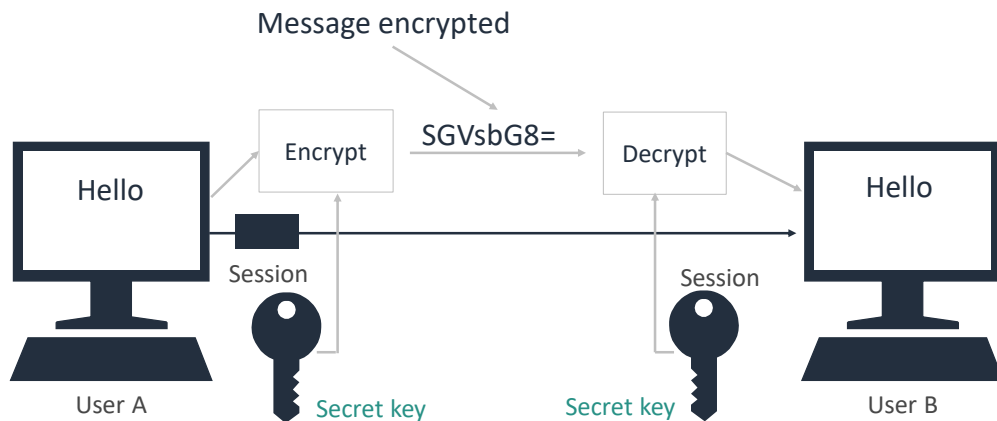 Message encrypted
Encrypt
SGVsbG8=
Decrypt
Hello
Hello
Session
Session
Secret key
Secret key
User A
User B